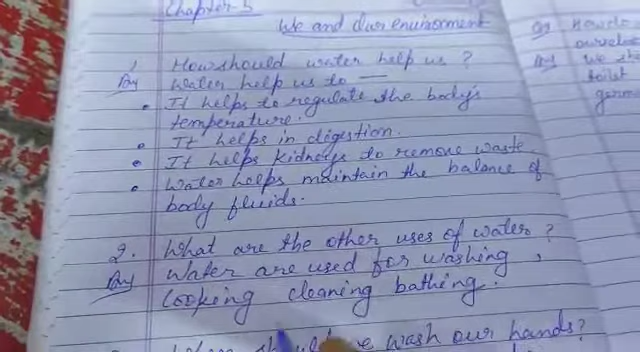 Chapter-5
We and Our environment
1. How should water help us ?
Ans Water help us to —
• It helps to regulate the body's
temperature.
• It helps in digestion.
• It helps kidneys to remove waste.
• Water helps maintain the balance of
body fluids.
2. What are the other uses of water ?
Ans Water are used for washing ,
cooking cleaning bathing.
wash our hands?
How
Ans We
toilet